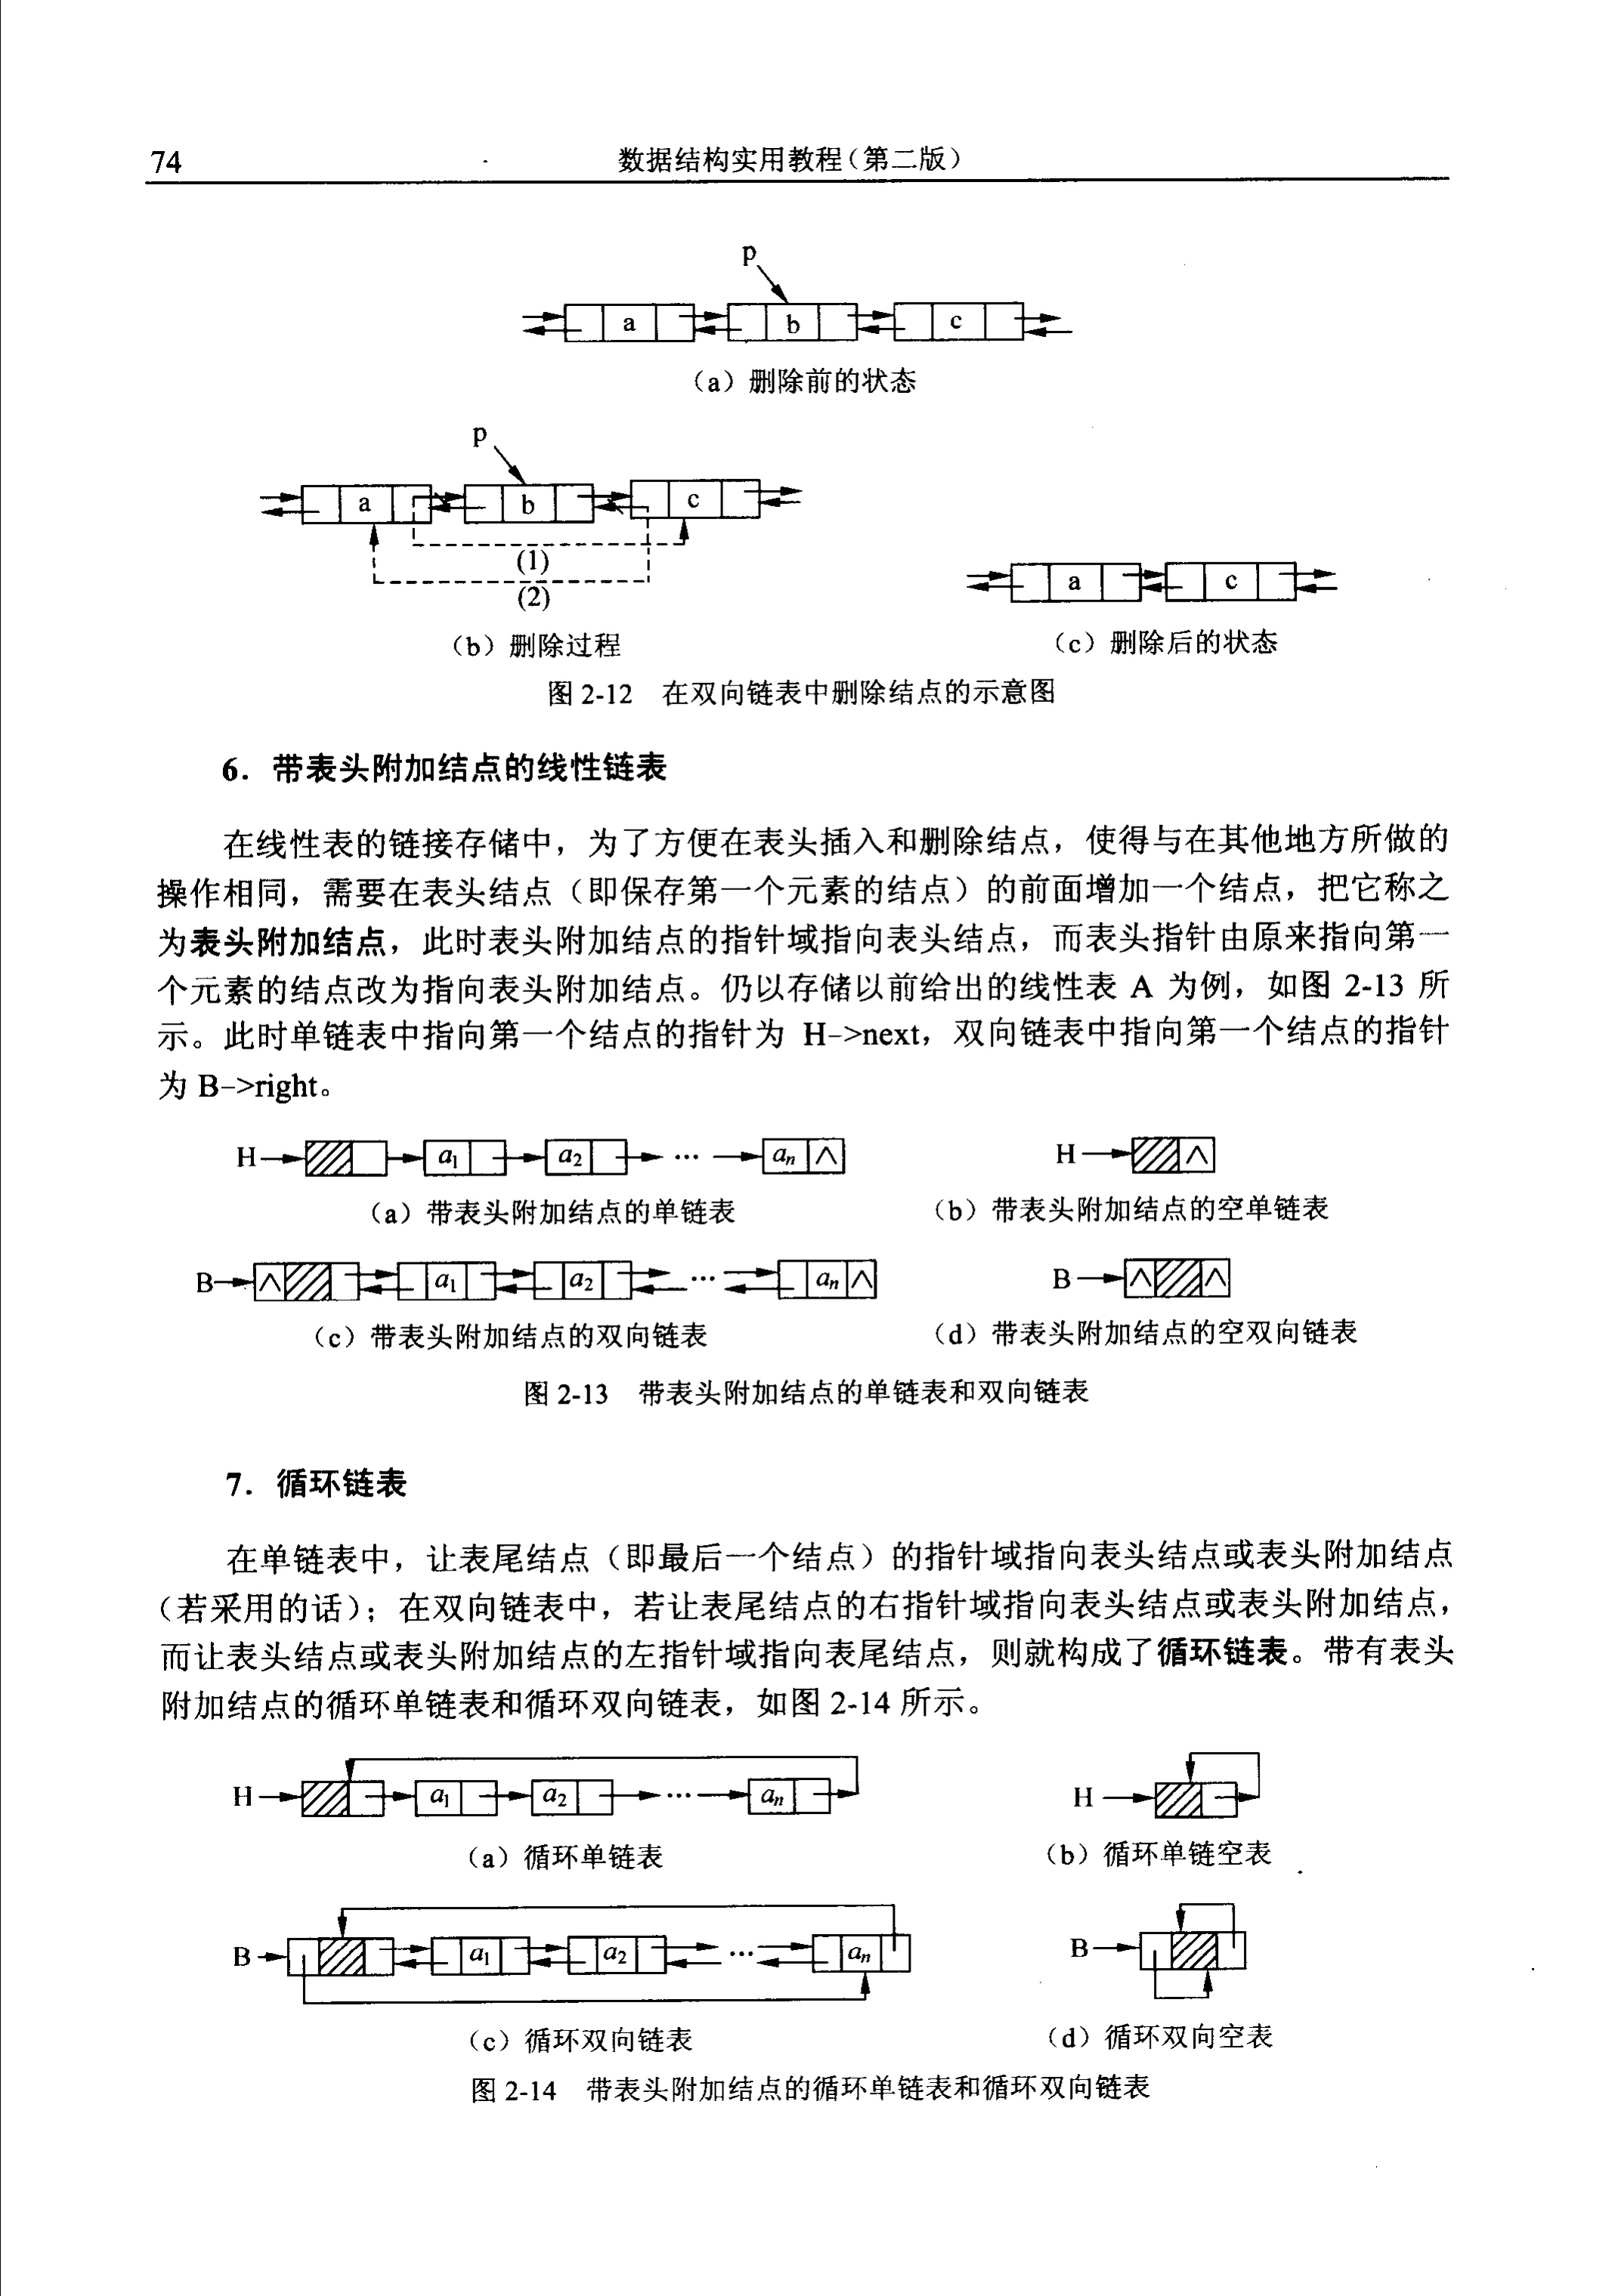 74 数据结构实用教程（第二版）
p
a b c
（a）删除前的状态
p
a b c
(1)
(2)
a c
（b）删除过程 （c）删除后的状态
图 2-12 在双向链表中删除结点的示意图
6．带表头附加结点的线性链表
在线性表的链接存储中，为了方便在表头插入和删除结点，使得与在其他地方所做的
操作相同，需要在表头结点（即保存第一个元素的结点）的前面增加一个结点，把它称之
为表头附加结点，此时表头附加结点的指针域指向表头结点，而表头指针由原来指向第一
个元素的结点改为指向表头附加结点。仍以存储以前给出的线性表 A 为例，如图 2-13 所
示。此时单链表中指向第一个结点的指针为 H->next，双向链表中指向第一个结点的指针
为 B->right。
H a1 a2 … an ∧ H ∧
（a）带表头附加结点的单链表 （b）带表头附加结点的空单链表
B ∧ a1 a2 … an ∧ B ∧ ∧
（c）带表头附加结点的双向链表 （d）带表头附加结点的空双向链表
图 2-13 带表头附加结点的单链表和双向链表
7．循环链表
在单链表中，让表尾结点（即最后一个结点）的指针域指向表头结点或表头附加结点
（若采用的话）；在双向链表中，若让表尾结点的右指针域指向表头结点或表头附加结点，
而让表头结点或表头附加结点的左指针域指向表尾结点，则就构成了循环链表。带有表头
附加结点的循环单链表和循环双向链表，如图 2-14 所示。
H a1 a2 … an H
（a）循环单链表 （b）循环单链空表
B a1 a2 … an B
（c）循环双向链表 （d）循环双向空表
图 2-14 带表头附加结点的循环单链表和循环双向链表